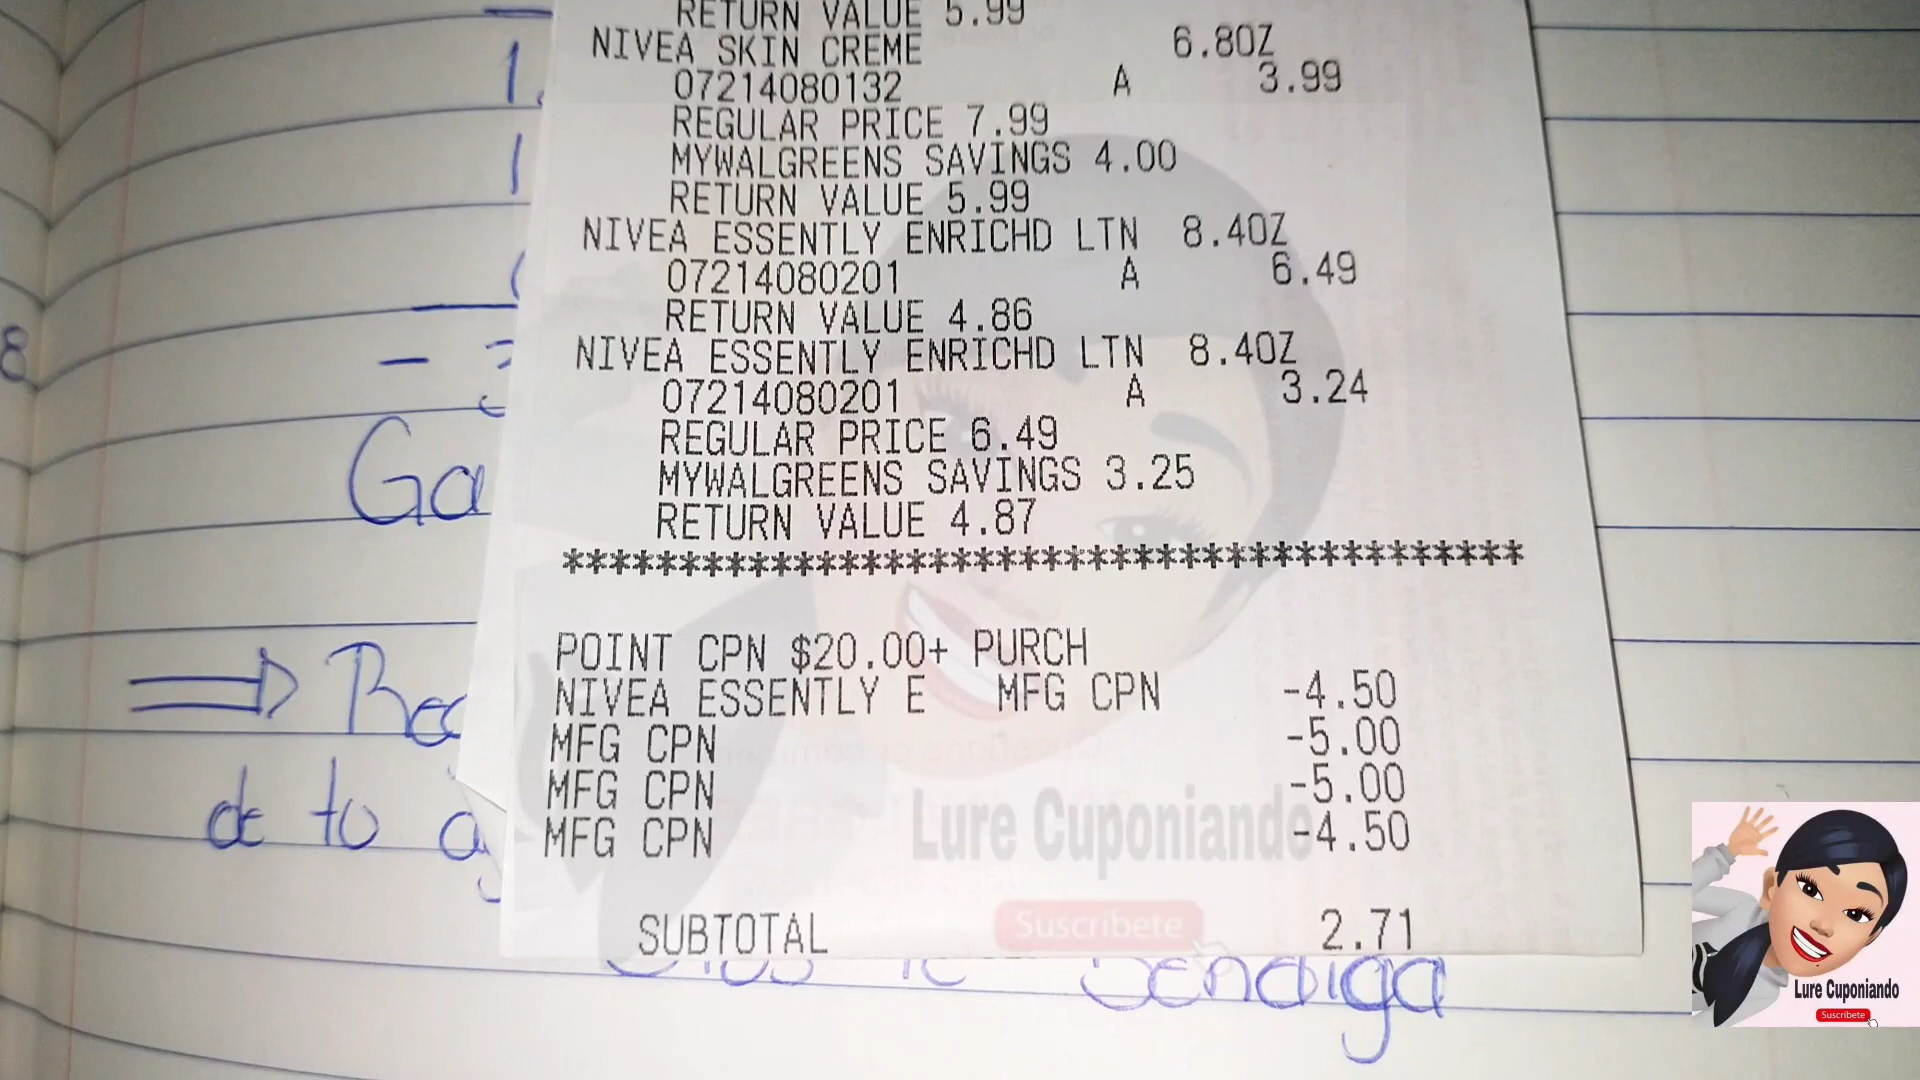 RETURN VALUE 5.99
NIVEA SKIN CREME 6.8OZ
07214080132 A 3.99
REGULAR PRICE 7.99
MYWALGREENS SAVINGS 4.00
RETURN VALUE 5.99
NIVEA ESSENTLY ENRICHD LTN 8.4OZ
07214080201 A 6.49
RETURN VALUE 4.86
NIVEA ESSENTLY ENRICHD LTN 8.4OZ
07214080201 A 3.24
REGULAR PRICE 6.49
MYWALGREENS SAVINGS 3.25
RETURN VALUE 4.87
*****************************************
POINT CPN $20.00+ PURCH
NIVEA ESSENTLY E MFG CPN -4.50
MFG CPN -5.00
MFG CPN -5.00
MFG CPN -4.50
SUBTOTAL 2.71
8
Ga
de to
Bendiga
Lure Cuponiando
Suscríbete
Lure Cuponiando
Suscríbete